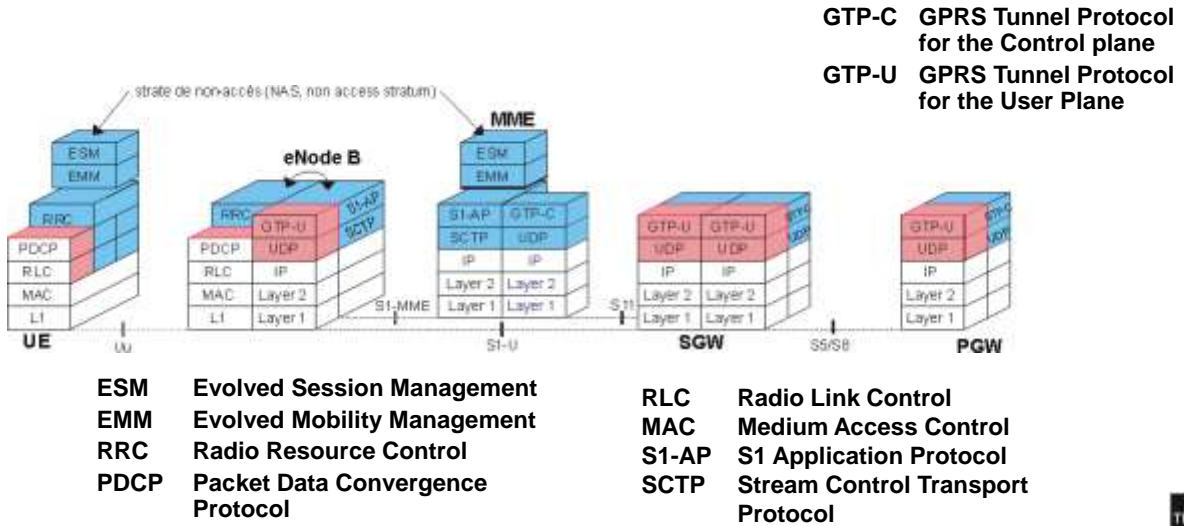 GTP-C GPRS Tunnel Protocol
for the Control plane
GTP-U GPRS Tunnel Protocol
for the User Plane
strate de non-accès (NAS, non access stratum)
MME
ESM
EMM
eNode B
ESM
EMM
RRC
PDCP
RLC
MAC
L1
UE
Uu
RRC
GTP-U
S1-AP
PDCP
UDP
SCTP
RLC
IP
MAC
Layer 2
L1
Layer 1
S1-MME
S1-AP
GTP-C
SCTP
UDP
IP
IP
Layer 2
Layer 2
Layer 1
Layer 1
S1-U
S11
GTP-U
GTP-U
GTP-C
UDP
UDP
UDP
IP
IP
Layer 2
Layer 2
Layer 1
Layer 1
SGW
S5/S8
GTP-U
GTP-C
UDP
UDP
IP
Layer 2
Layer 1
PGW
ESM Evolved Session Management
EMM Evolved Mobility Management
RRC Radio Resource Control
PDCP Packet Data Convergence
Protocol
RLC Radio Link Control
MAC Medium Access Control
S1-AP S1 Application Protocol
SCTP Stream Control Transport
Protocol